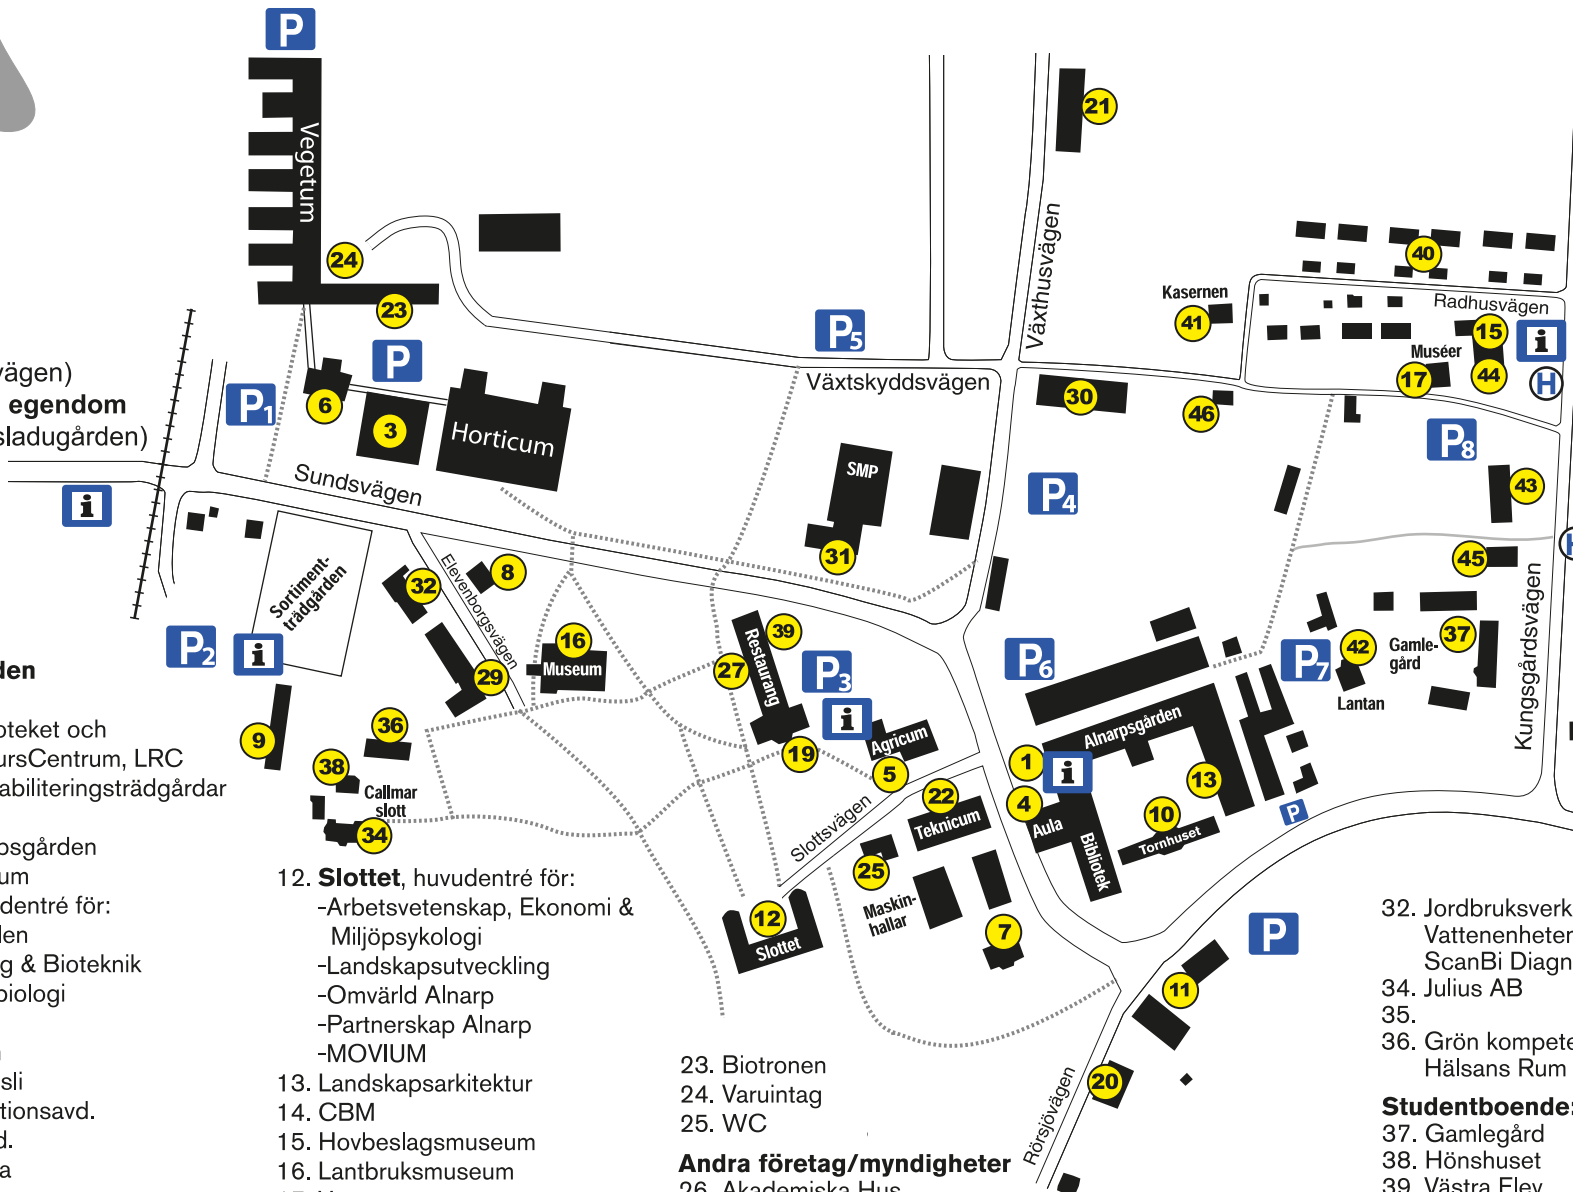 P
Vegetum
24
23
21
Växthusvägen
40
Kasernen
41
Radhusvägen
15
i
Muséer
17
44
H
P5
Växtskyddsvägen
30
46
P
P1
6
3
Horticum
Sundsvägen
vägen)
egendom
sladugården)
i
SMP
31
P4
P8
43
45
H
Kungsgårdsvägen
Sortiment-
trädgården
32
Elevenborgsvägen
8
P2
i
29
16
Museum
39
Restaurang
27
P3
i
19
Agricum
5
P6
Alnarpsgården
P7
42
Lantan
Gamle-
gård
37
9
36
38
Callmar
slott
34
Slottsvägen
22
Teknicum
25
Maskin-
hallar
7
12
Slottet
1
i
4
Aula
Bibliotek
13
10
Tornhuset
P
P
11
20
Rörsjövägen
den
oteket och
ursCentrum, LRC
abiliteringsträdgårdar
psgården
um
dentré för:
den
g & Bioteknik
biologi
sli
tionsavd.
d.
a
12. Slottet, huvudentré för:
-Arbetsvetenskap, Ekonomi &
Miljöpsykologi
-Landskapsutveckling
-Omvärld Alnarp
-Partnerskap Alnarp
-MOVIUM
13. Landskapsarkitektur
14. CBM
15. Hovbeslagsmuseum
16. Lantbruksmuseum
23. Biotronen
24. Varuintag
25. WC
Andra företag/myndigheter
26. Akademiska Hus
32. Jordbruksverk
Vattenenheten
ScanBi Diagn
34. Julius AB
35.
36. Grön kompete
Hälsans Rum
Studentboende:
37. Gamlegård
38. Hönshuset
39. Västra Elev